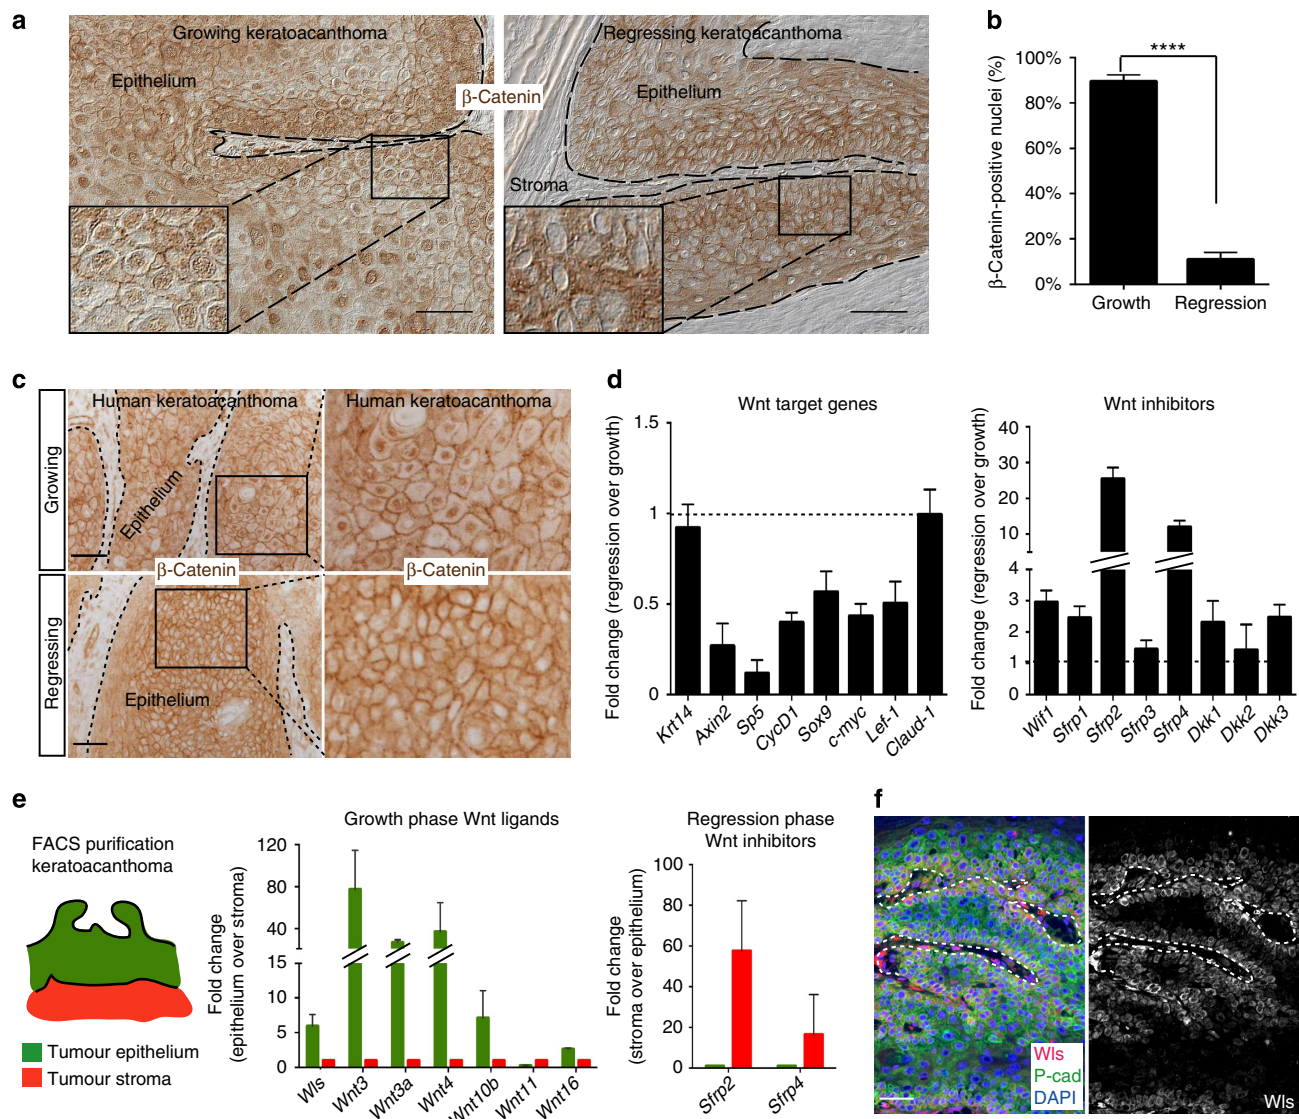 a
Growing keratoacanthoma
Epithelium
β-Catenin
Regressing keratoacanthoma
Epithelium
Stroma
b
β-Catenin-positive nuclei (%)
100%
80%
60%
40%
20%
0%
****
Growth
Regression
c
Growing
Human keratoacanthoma
Epithelium
Human keratoacanthoma
Regressing
β-Catenin
Epithelium
β-Catenin
d
Wnt target genes
Fold change (regression over growth)
1.5
1
0.5
0
Krt14
Axin2
Sp5
CycD1
Sox9
c-myc
Lef-1
Claud-1
Wnt inhibitors
Fold change (regression over growth)
40
30
20
10
4
3
2
1
0
Wif1
Sfrp1
Sfrp2
Sfrp3
Sfrp4
Dkk1
Dkk2
Dkk3
e
FACS purification
keratoacanthoma
Tumour epithelium
Tumour stroma
Growth phase Wnt ligands
Fold change
(epithelium over stroma)
120
80
40
15
10
5
0
Wls
Wnt3
Wnt3a
Wnt4
Wnt10b
Wnt11
Wnt16
Regression phase
Wnt inhibitors
Fold change
(stroma over epithelium)
100
80
60
40
20
0
Sfrp2
Sfrp4
f
Wls
P-cad
DAPI
Wls